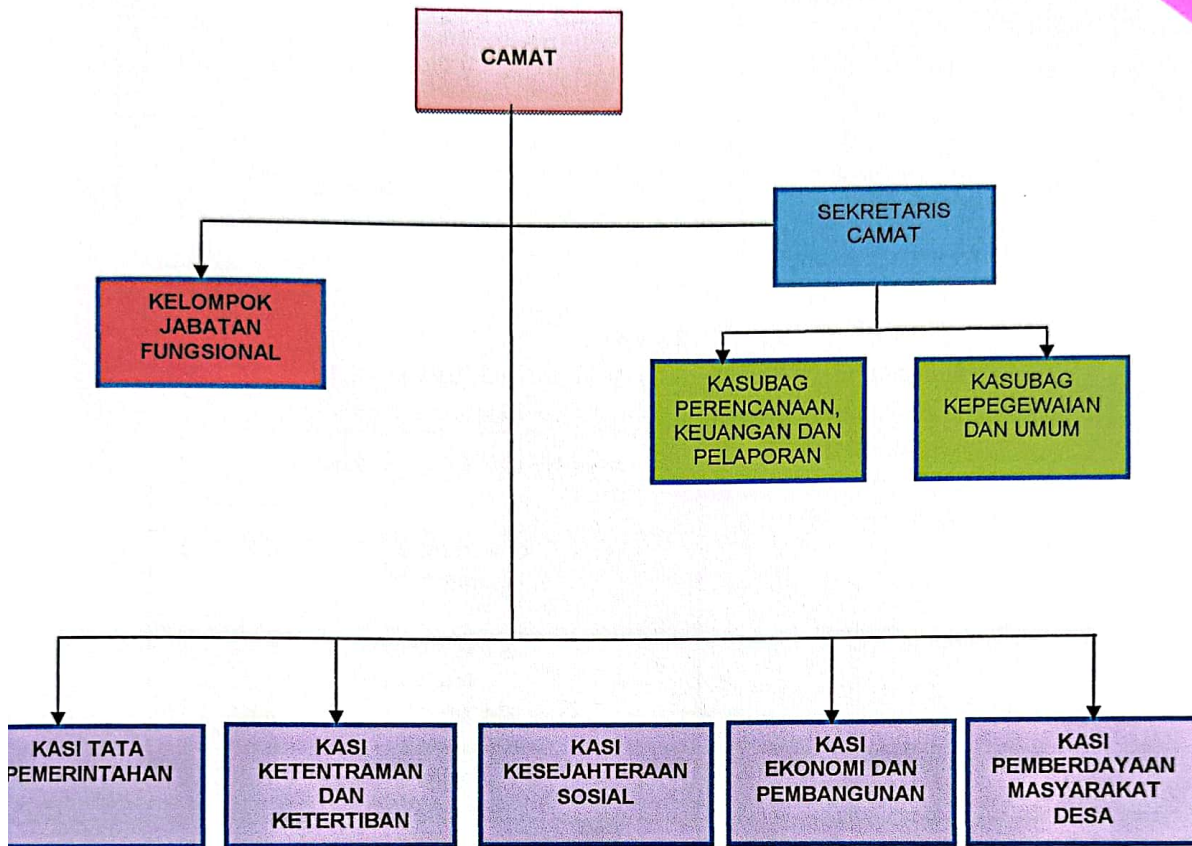 CAMAT
SEKRETARIS
CAMAT
KELOMPOK
JABATAN
FUNGSIONAL
KASUBAG
PERENCANAAN,
KEUANGAN DAN
PELAPORAN
KASUBAG
KEPEGEWAIAN
DAN UMUM
KASI TATA
PEMERINTAHAN
KASI
KETENTRAMAN
DAN
KETERTIBAN
KASI
KESEJAHTERAAN
SOSIAL
KASI
EKONOMI DAN
PEMBANGUNAN
KASI
PEMBERDAYAAN
MASYARAKAT
DESA